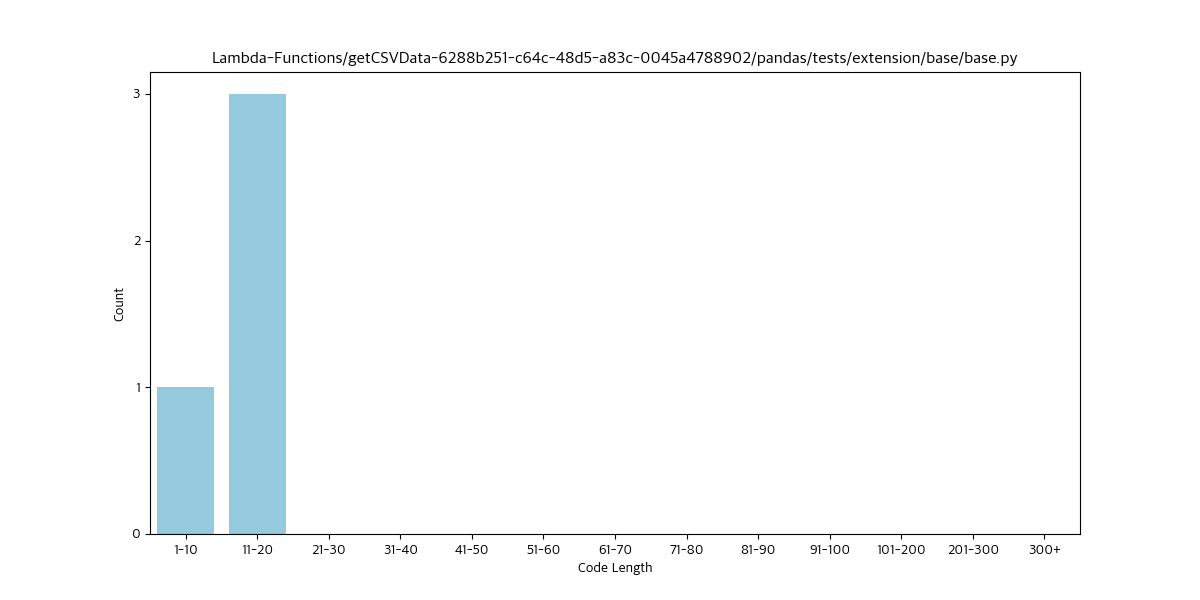 Lambda-Functions/getCSVData-6288b251-c64c-48d5-a83c-0045a4788902/pandas/tests/extension/base/base.py
3
2
1
0
Count
1-10 11-20 21-30 31-40 41-50 51-60 61-70 71-80 81-90 91-100 101-200 201-300 300+
Code Length